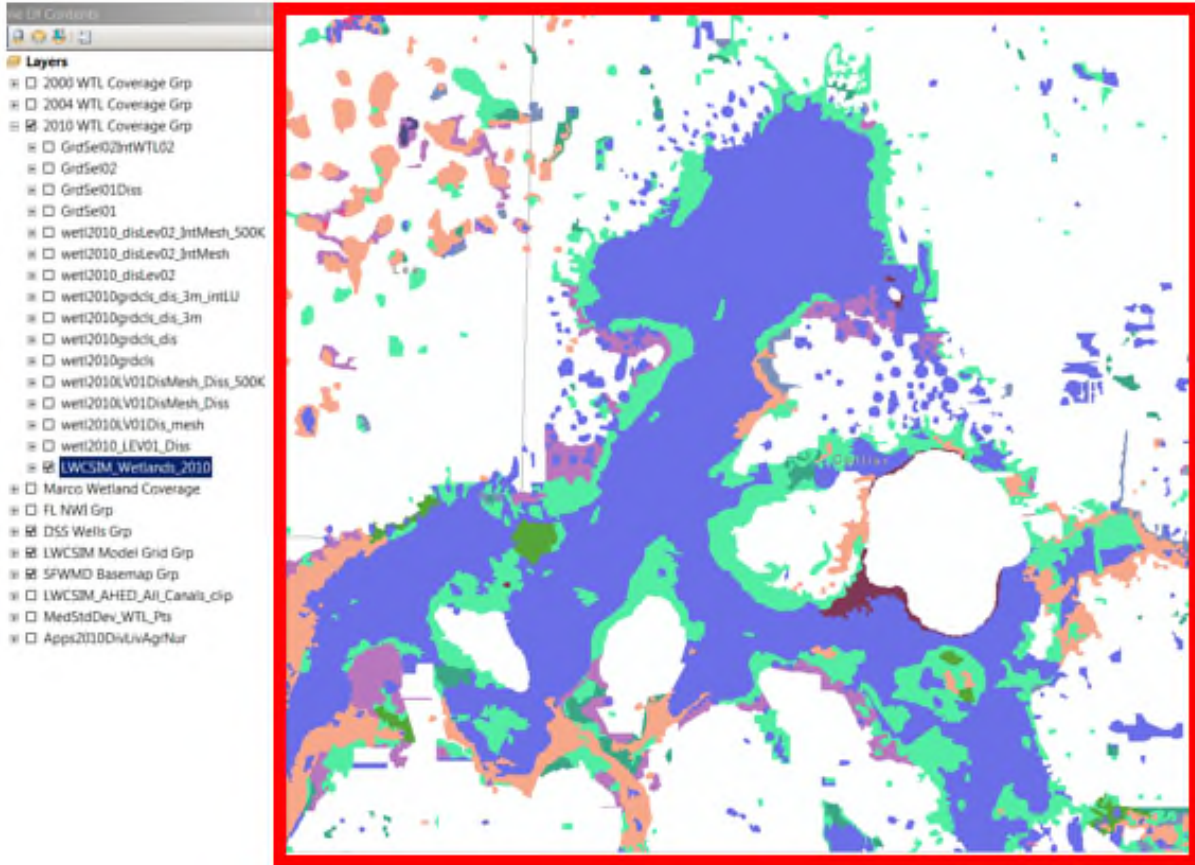 Layers
2000 WTL Coverage Grp
2004 WTL Coverage Grp
2010 WTL Coverage Grp
GrdSel02IntWTL02
GrdSel02
GrdSel01Diss
GrdSel01
wetl2010_disLev02_IntMesh_500K
wetl2010_disLev02_IntMesh
wetl2010_disLev02
wetl2010grdcls_dis_3m_intLU
wetl2010grdcls_dis_3m
wetl2010grdcls_dis
wetl2010grdcls
wetl2010LV01DisMesh_Diss_500K
wetl2010LV01DisMesh_Diss
wetl2010LV01Dis_mesh
wetl2010_LEV01_Diss
LWCSIM_Wetlands_2010
Marco Wetland Coverage
FL NWI Grp
DSS Wells Grp
LWCSIM Model Grid Grp
SFWMD Basemap Grp
LWCSIM_AHED_All_Canals_clip
MedStdDev_WTL_Pts
Apps2010DivLivAgrNur
Lee
Collier